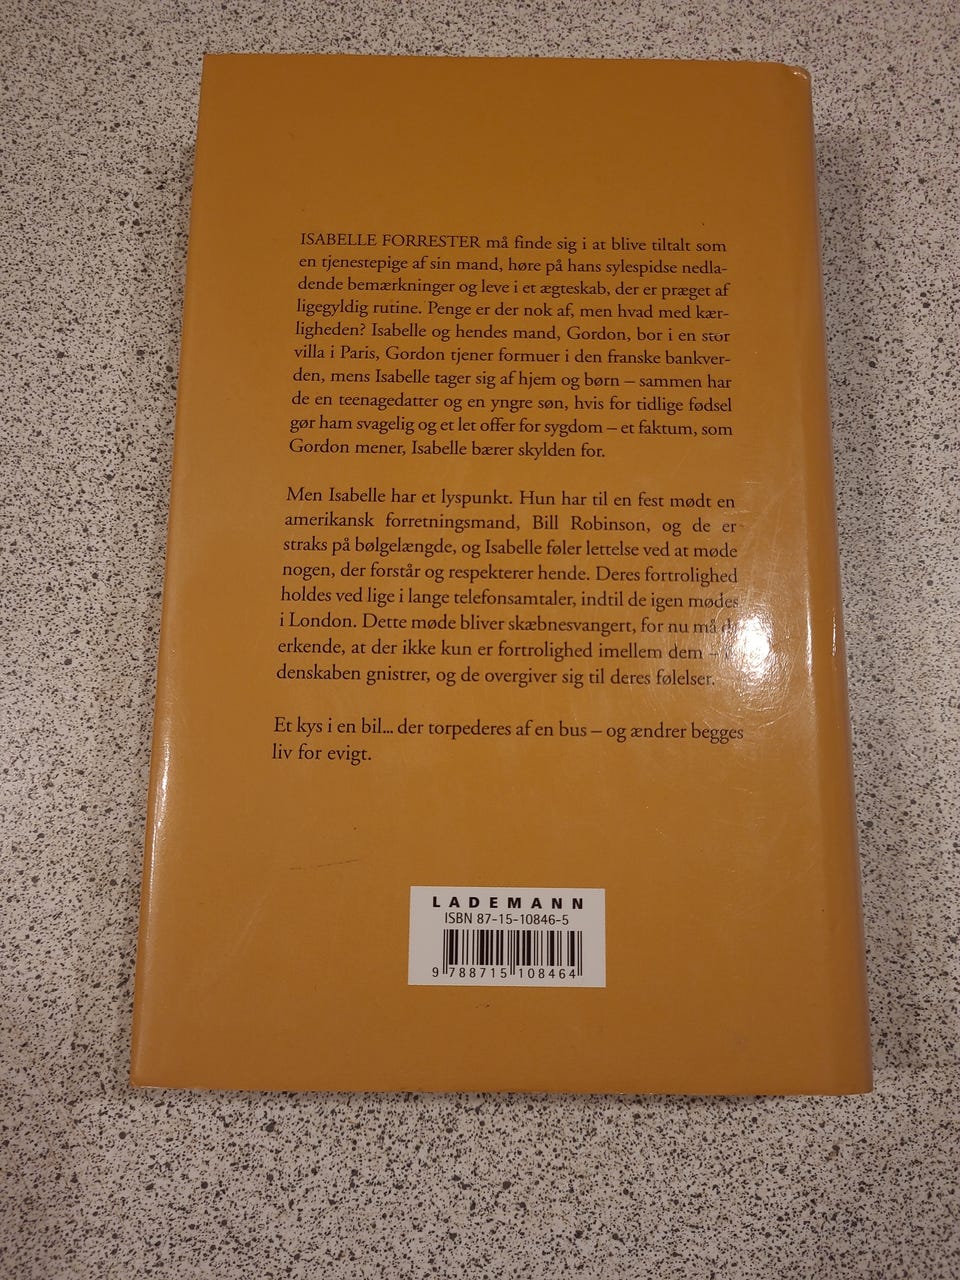 ISABELLE FORRESTER må finde sig i at blive tiltalt som
en tjenestepige af sin mand, høre på hans sylespidse nedla-
dende bemærkninger og leve i et ægteskab, der er præget af
ligegyldig rutine. Penge er der nok af, men hvad med kær-
ligheden? Isabelle og hendes mand, Gordon, bor i en stor
villa i Paris, Gordon tjener formuer i den franske bankver-
den, mens Isabelle tager sig af hjem og børn – sammen har
de en teenagedatter og en yngre søn, hvis for tidlige fødsel
gør ham svagelig og et let offer for sygdom – et faktum, som
Gordon mener, Isabelle bærer skylden for.
Men Isabelle har et lyspunkt. Hun har til en fest mødt en
amerikansk forretningsmand, Bill Robinson, og de er
straks på bølgelængde, og Isabelle føler lettelse ved at møde
nogen, der forstår og respekterer hende. Deres fortrolighed
holdes ved lige i lange telefonsamtaler, indtil de igen mødes
i London. Dette møde bliver skæbnesvangert, for nu må
erkende, at der ikke kun er fortrolighed imellem dem –
denskaben gnistrer, og de overgiver sig til deres følelser.
Et kys i en bil... der torpederes af en bus – og ændrer begges
liv for evigt.
LADEMANN
ISBN 87-15-10846-5
9 788715 108464